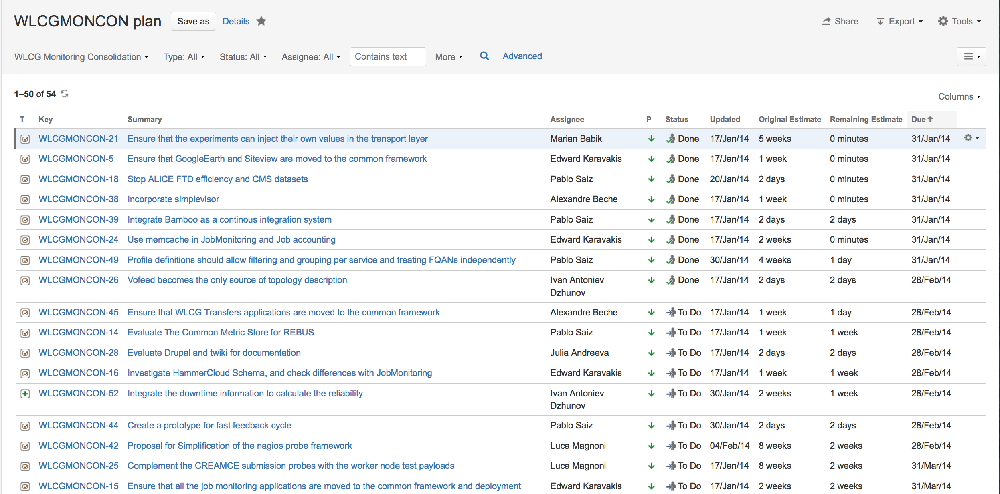 WLCGMONCON plan Save as Details Share Export Tools
WLCG Monitoring Consolidation Type: All Status: All Assignee: All Contains text More Advanced
1–50 of 54
Columns
T Key Summary Assignee P Status Updated Original Estimate Remaining Estimate Due
WLCGMONCON-21 Ensure that the experiments can inject their own values in the transport layer Marian Babik Done 17/Jan/14 5 weeks 0 minutes 31/Jan/14
WLCGMONCON-5 Ensure that GoogleEarth and Siteview are moved to the common framework Edward Karavakis Done 17/Jan/14 1 week 0 minutes 31/Jan/14
WLCGMONCON-18 Stop ALICE FTD efficiency and CMS datasets Pablo Saiz Done 20/Jan/14 2 days 0 minutes 31/Jan/14
WLCGMONCON-38 Incorporate simplevisor Alexandre Beche Done 17/Jan/14 1 week 0 minutes 31/Jan/14
WLCGMONCON-39 Integrate Bamboo as a continous integration system Pablo Saiz Done 17/Jan/14 2 days 2 days 31/Jan/14
WLCGMONCON-24 Use memcache in JobMonitoring and Job accounting Edward Karavakis Done 17/Jan/14 2 weeks 0 minutes 31/Jan/14
WLCGMONCON-49 Profile definitions should allow filtering and grouping per service and treating FQANs independently Pablo Saiz Done 30/Jan/14 4 weeks 1 day 31/Jan/14
WLCGMONCON-26 Vofeed becomes the only source of topology description Ivan Antoniev Done 17/Jan/14 2 days 2 days 28/Feb/14
Dzhunov
WLCGMONCON-45 Ensure that WLCG Transfers applications are moved to the common framework Alexandre Beche To Do 17/Jan/14 1 week 1 day 28/Feb/14
WLCGMONCON-14 Evaluate The Common Metric Store for REBUS Pablo Saiz To Do 17/Jan/14 1 week 1 week 28/Feb/14
WLCGMONCON-28 Evaluate Drupal and twiki for documentation Julia Andreeva To Do 17/Jan/14 2 days 2 days 28/Feb/14
WLCGMONCON-16 Investigate HammerCloud Schema, and check differences with JobMonitoring Edward Karavakis To Do 17/Jan/14 1 week 1 week 28/Feb/14
WLCGMONCON-52 Integrate the downtime information to calculate the reliability Ivan Antoniev To Do 30/Jan/14 2 weeks 1 week 28/Feb/14
Dzhunov
WLCGMONCON-44 Create a prototype for fast feedback cycle Pablo Saiz To Do 30/Jan/14 2 days 2 days 28/Feb/14
WLCGMONCON-42 Proposal for Simplification of the nagios probe framework Luca Magnoni To Do 04/Feb/14 8 weeks 2 weeks 28/Feb/14
WLCGMONCON-25 Complement the CREAMCE submission probes with the worker node test payloads Luca Magnoni To Do 17/Jan/14 8 weeks 2 weeks 31/Mar/14
WLCGMONCON-15 Ensure that all the job monitoring applications are moved to the common framework and deployment Edward Karavakis To Do 17/Jan/14 2 weeks 2 weeks 31/Mar/14